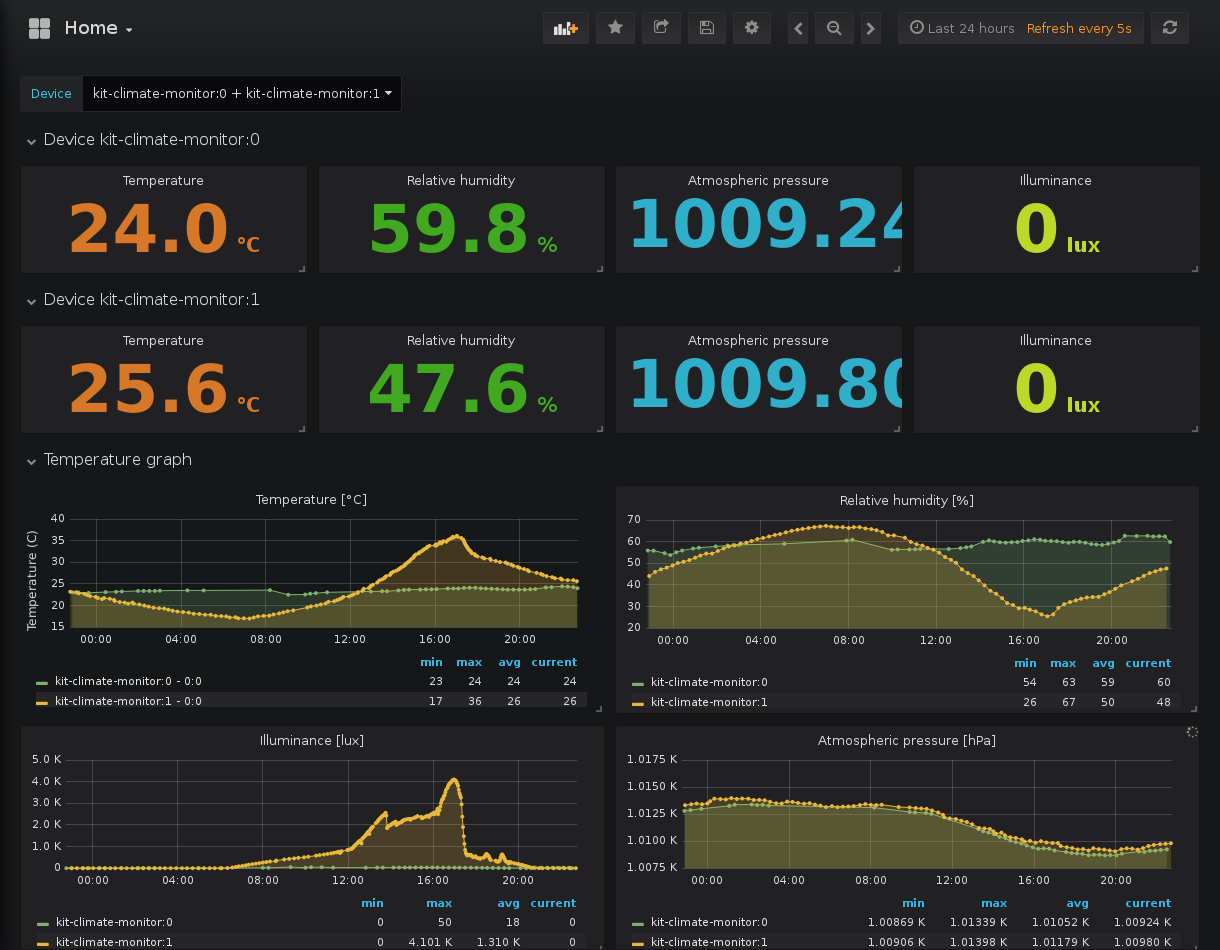 Home
Last 24 hours Refresh every 5s
Device kit-climate-monitor:0 + kit-climate-monitor:1
Device kit-climate-monitor:0
Temperature
24.0 °C
Relative humidity
59.8 %
Atmospheric pressure
1009.24
Illuminance
0 lux
Device kit-climate-monitor:1
Temperature
25.6 °C
Relative humidity
47.6 %
Atmospheric pressure
1009.80
Illuminance
0 lux
Temperature graph
Temperature [°C]
Temperature (C)
40
35
30
25
20
15
00:00 04:00 08:00 12:00 16:00 20:00
min max avg current
kit-climate-monitor:0 - 0:0 23 24 24 24
kit-climate-monitor:1 - 0:0 17 36 26 26
Relative humidity [%]
70
60
50
40
30
20
00:00 04:00 08:00 12:00 16:00 20:00
min max avg current
kit-climate-monitor:0 54 63 59 60
kit-climate-monitor:1 26 67 50 48
Illuminance [lux]
5.0 K
4.0 K
3.0 K
2.0 K
1.0 K
0
00:00 04:00 08:00 12:00 16:00 20:00
min max avg current
kit-climate-monitor:0 0 50 18 0
kit-climate-monitor:1 0 4.101 K 1.310 K 0
Atmospheric pressure [hPa]
1.0175 K
1.0150 K
1.0125 K
1.0100 K
1.0075 K
00:00 04:00 08:00 12:00 16:00 20:00
min max avg current
kit-climate-monitor:0 1.00869 K 1.01339 K 1.01052 K 1.00924 K
kit-climate-monitor:1 1.00906 K 1.01398 K 1.01179 K 1.00980 K